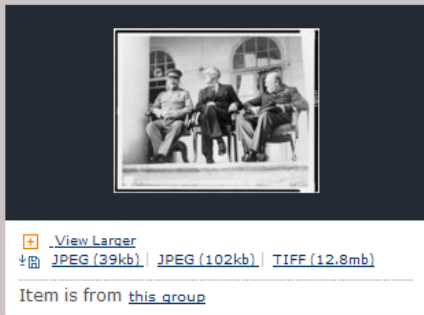 View Larger
JPEG (39kb) | JPEG (102kb) | TIFF (12.8mb)
Item is from this group